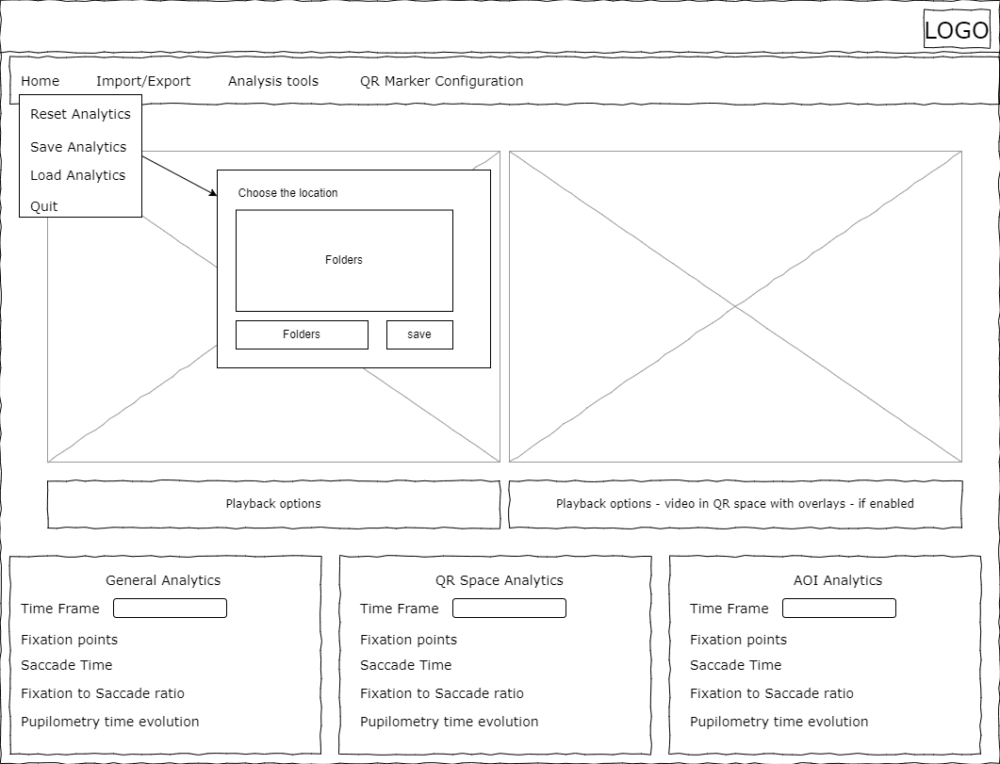 LOGO
Home Import/Export Analysis tools QR Marker Configuration
Reset Analytics
Save Analytics
Load Analytics
Quit
Choose the location
Folders
Folders save
Playback options
Playback options - video in QR space with overlays - if enabled
General Analytics
Time Frame
Fixation points
Saccade Time
Fixation to Saccade ratio
Pupilometry time evolution
QR Space Analytics
Time Frame
Fixation points
Saccade Time
Fixation to Saccade ratio
Pupilometry time evolution
AOI Analytics
Time Frame
Fixation points
Saccade Time
Fixation to Saccade ratio
Pupilometry time evolution